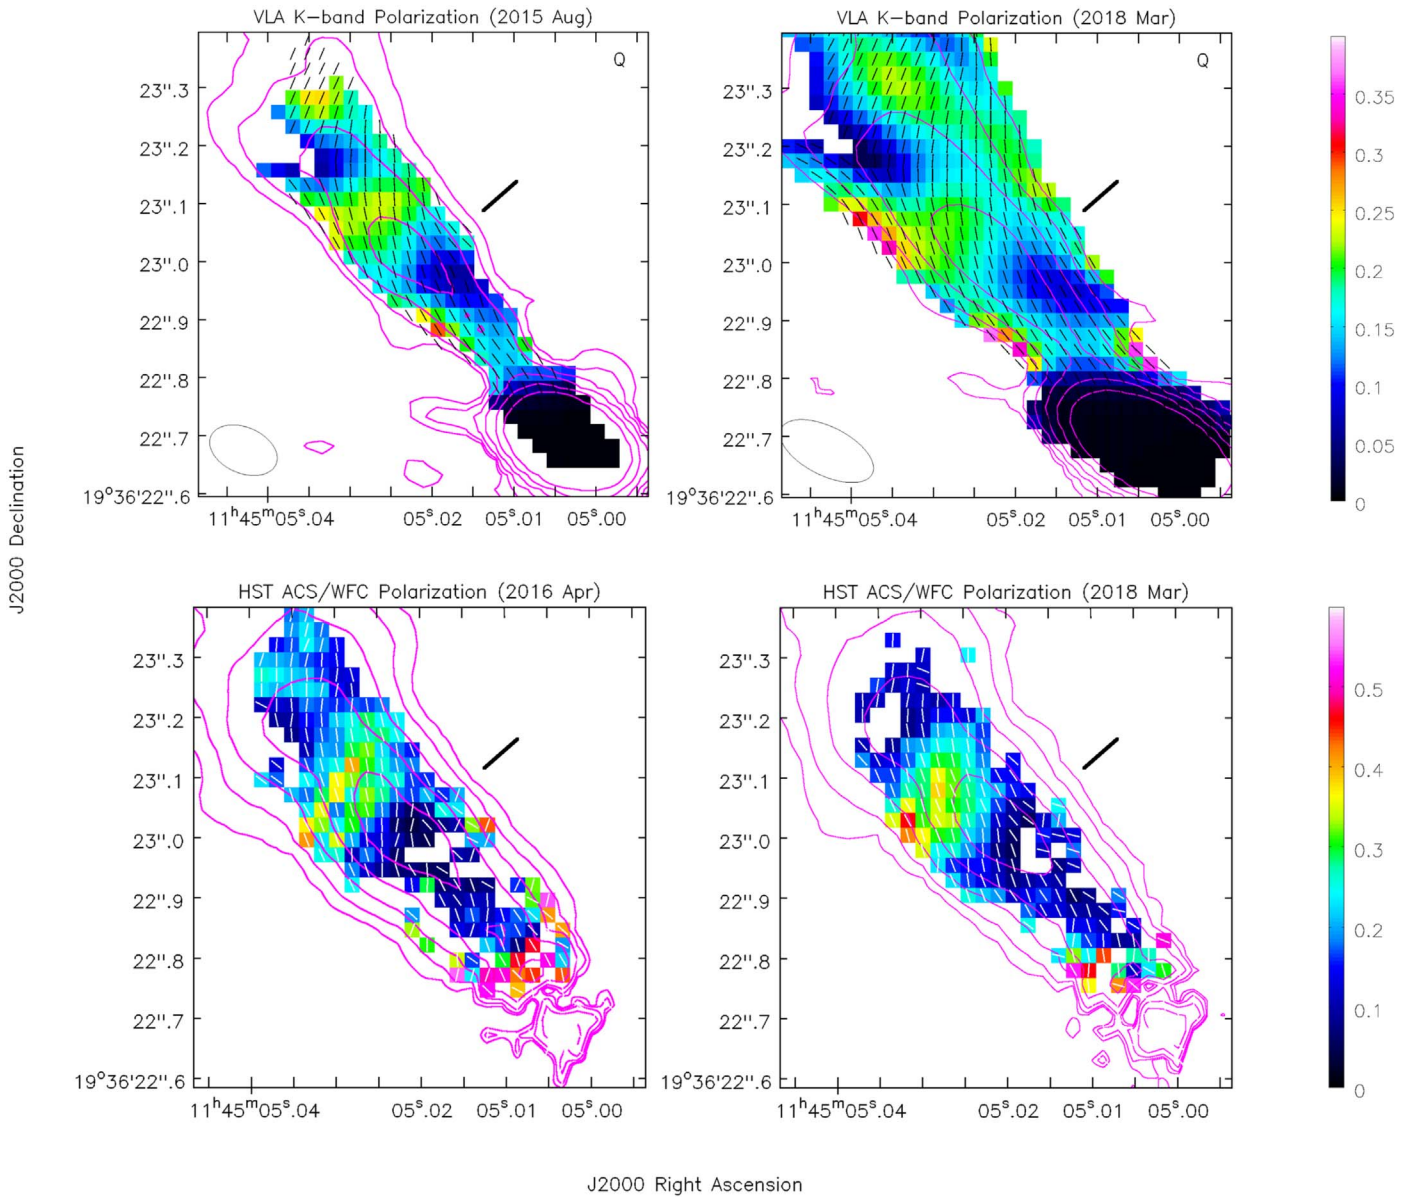 VLA K-band Polarization (2015 Aug)
VLA K-band Polarization (2018 Mar)
Q
Q
23".3
23".2
23".1
23".0
22".9
22".8
22".7
19°36'22".6
11h45m05s.04
05s.02
05s.01
05s.00
23".3
23".2
23".1
23".0
22".9
22".8
22".7
19°36'22".6
11h45m05s.04
05s.02
05s.01
05s.00
0.35
0.3
0.25
0.2
0.15
0.1
0.05
0
J2000 Declination
HST ACS/WFC Polarization (2016 Apr)
HST ACS/WFC Polarization (2018 Mar)
23".3
23".2
23".1
23".0
22".9
22".8
22".7
19°36'22".6
11h45m05s.04
05s.02
05s.01
05s.00
23".3
23".2
23".1
23".0
22".9
22".8
22".7
19°36'22".6
11h45m05s.04
05s.02
05s.01
05s.00
0.5
0.4
0.3
0.2
0.1
0
J2000 Right Ascension